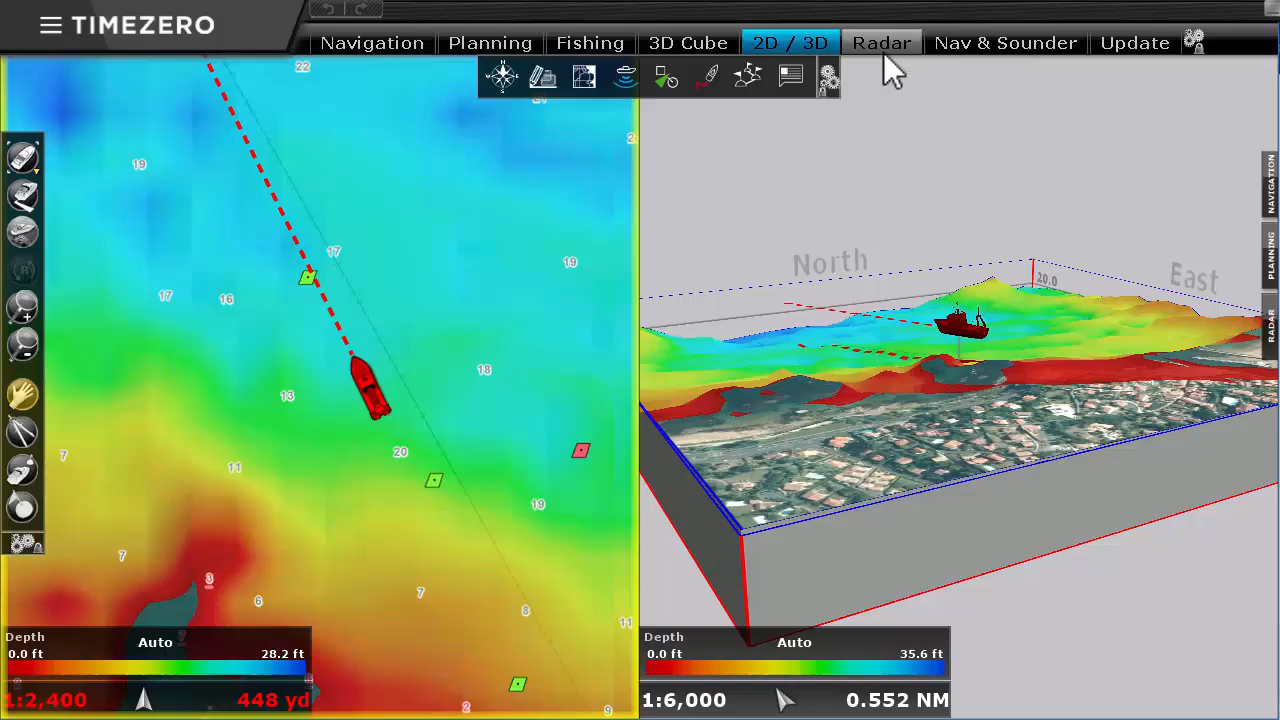 TIMEZERO
Navigation Planning Fishing 3D Cube 2D / 3D Radar Nav & Sounder Update
22
19
17
19
17
16
18
13
20
7
11
19
7
3
6
7
8
11
2
9
North
East
20.0
NAVIGATION
PLANNING
RADAR
Depth
Auto
0.0 ft 28.2 ft
1:2,400 448 yd
Depth
Auto
0.0 ft 35.6 ft
1:6,000 0.552 NM